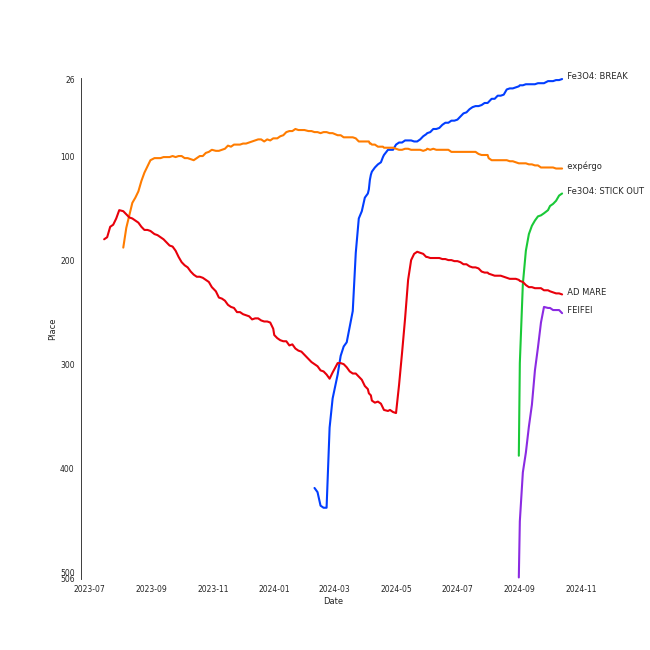 26
Fe3O4: BREAK
100
expérgo
Fe3O4: STICK OUT
200
AD MARE
FEIFEI
Place
300
400
500
506
2023-07
2023-09
2023-11
2024-01
2024-03
2024-05
2024-07
2024-09
2024-11
Date